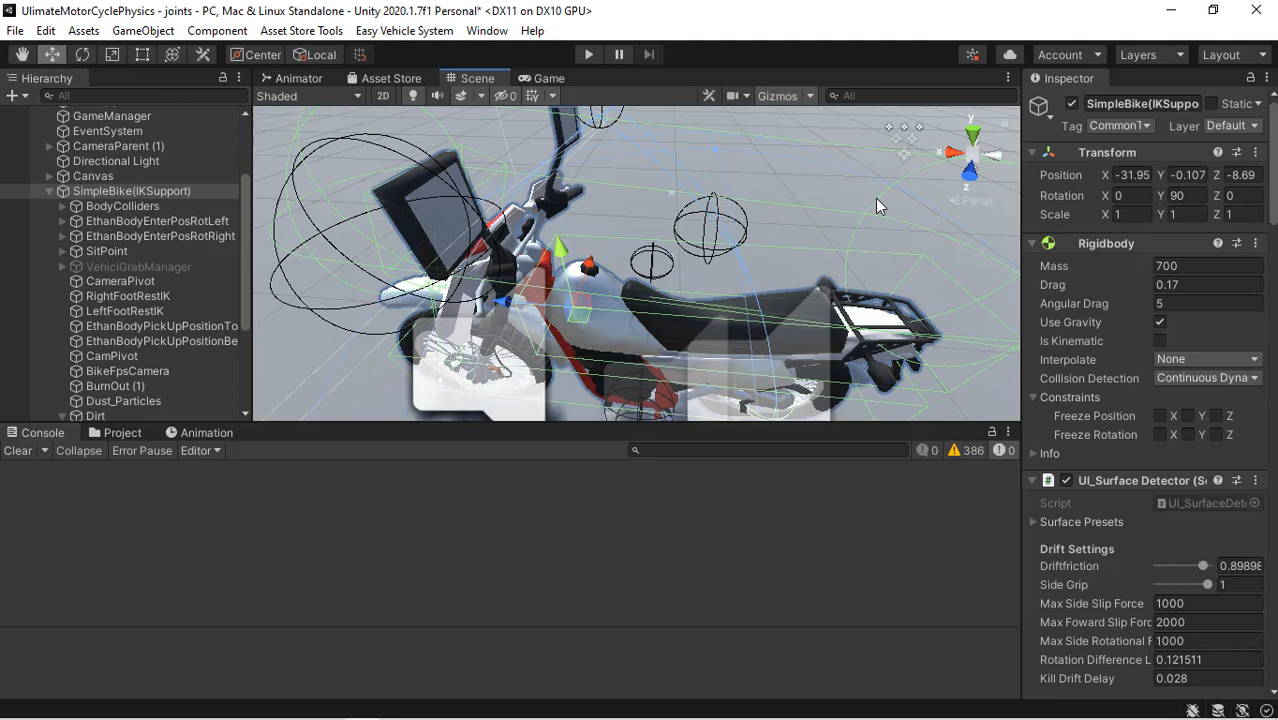 UlimateMotorCyclePhysics - joints - PC, Mac & Linux Standalone - Unity 2020.1.7f1 Personal* <DX11 on DX10 GPU>
File Edit Assets GameObject Component Asset Store Tools Easy Vehicle System Window Help
Center Local Account Layers Layout
Hierarchy Animator Asset Store Scene Game Inspector
All Shaded 2D 0 Gizmos All
GameManager
EventSystem
CameraParent (1)
Directional Light
Canvas
SimpleBike(IKSupport)
BodyColliders
EthanBodyEnterPosRotLeft
EthanBodyEnterPosRotRight
SitPoint
VehiclGrabManager
CameraPivot
RightFootRestIK
LeftFootRestIK
EthanBodyPickUpPositionTo
EthanBodyPickUpPositionBe
CamPivot
BikeFpsCamera
BurnOut (1)
Dust_Particles
Dirt
y
x
z
Persp
SimpleBike(IKSuppo Static
Tag CommonT Layer Default
Transform
Position X -31.95 Y -0.107 Z -8.69
Rotation X 0 Y 90 Z 0
Scale X 1 Y 1 Z 1
Rigidbody
Mass 700
Drag 0.17
Angular Drag 5
Use Gravity
Is Kinematic
Interpolate None
Collision Detection Continuous Dyna
Constraints
Freeze Position X Y Z
Freeze Rotation X Y Z
Info
UI_Surface Detector (Sc
Script UI_SurfaceDete
Surface Presets
Drift Settings
Driftfriction 0.89898
Side Grip 1
Max Side Slip Force 1000
Max Foward Slip Forc 2000
Max Side Rotational F 1000
Rotation Difference L 0.121511
Kill Drift Delay 0.028
Console Project Animation
Clear Collapse Error Pause Editor 0 386 0